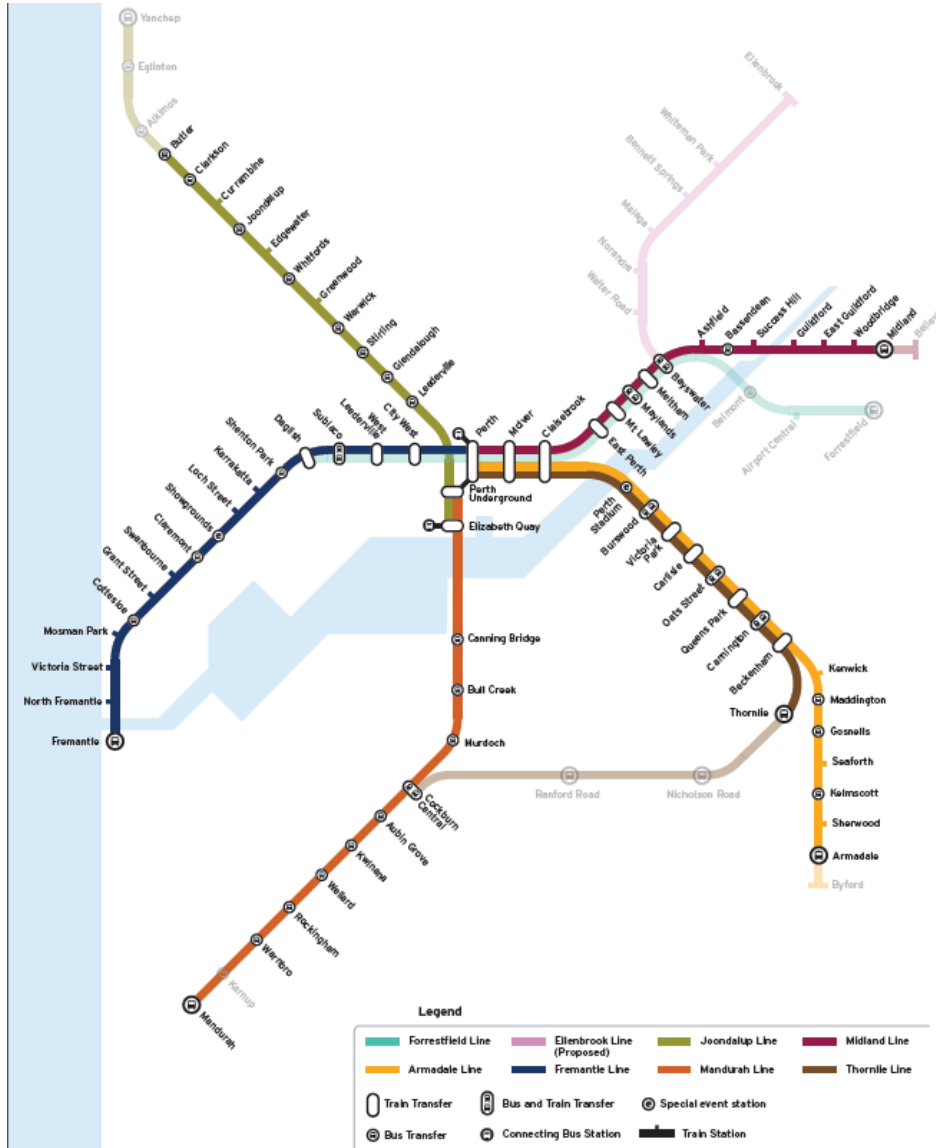 Yanchep
Eglinton
Alkimos
Butler
Clarkson
Currambine
Joondalup
Edgewater
Whitfords
Greenwood
Warwick
Stirling
Glendalough
Leederville
Ellenbrook
Whiteman Park
Bennett Springs
Malaga
Noranda
Walter Road
Ashfield
Bassendean
Success Hill
Guildford
East Guildford
Woodbridge
Midland
Bayswater
Meltham
Maylands
Mt Lawley
East Perth
Belmont
Airport Central
Forrestfield
Claisebrook
McIver
Perth
City West
West
Leederville
Subiaco
Daglish
Shenton Park
Karrakatta
Loch Street
Showgrounds
Claremont
Swanbourne
Grant Street
Cottesloe
Mosman Park
Victoria Street
North Fremantle
Fremantle
Perth
Underground
Elizabeth Quay
Canning Bridge
Bull Creek
Murdoch
Cockburn
Central
Aubin Grove
Kwinana
Wellard
Rockingham
Warnbro
Karnup
Mandurah
Perth
Stadium
Burswood
Victoria
Park
Carlisle
Oats Street
Queens Park
Cannington
Beckenham
Thornlie
Nicholson Road
Ranford Road
Kenwick
Maddington
Gosnells
Seaforth
Kelmscott
Sherwood
Armadale
Byford
Legend
Forrestfield Line
Ellenbrook Line
(Proposed)
Joondalup Line
Midland Line
Armadale Line
Fremantle Line
Mandurah Line
Thornlie Line
Train Transfer
Bus and Train Transfer
Special event station
Bus Transfer
Connecting Bus Station
Train Station